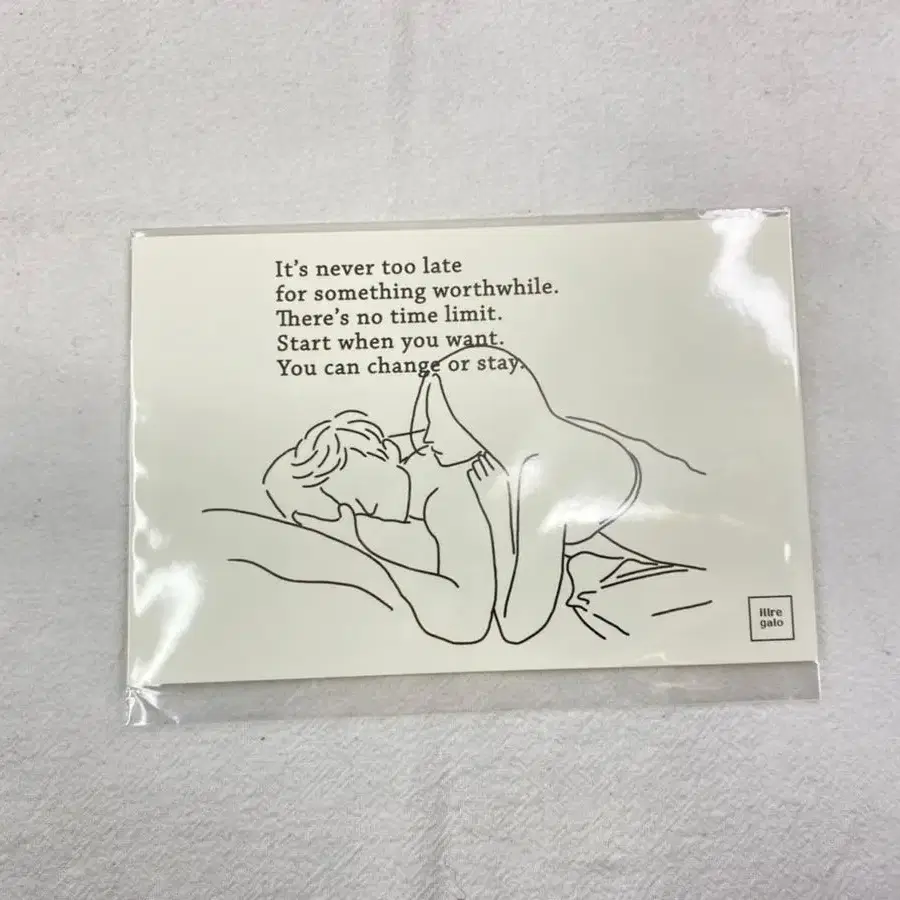 It's never too late
for something worthwhile.
There's no time limit.
Start when you want.
You can change or stay.
Hire
galo